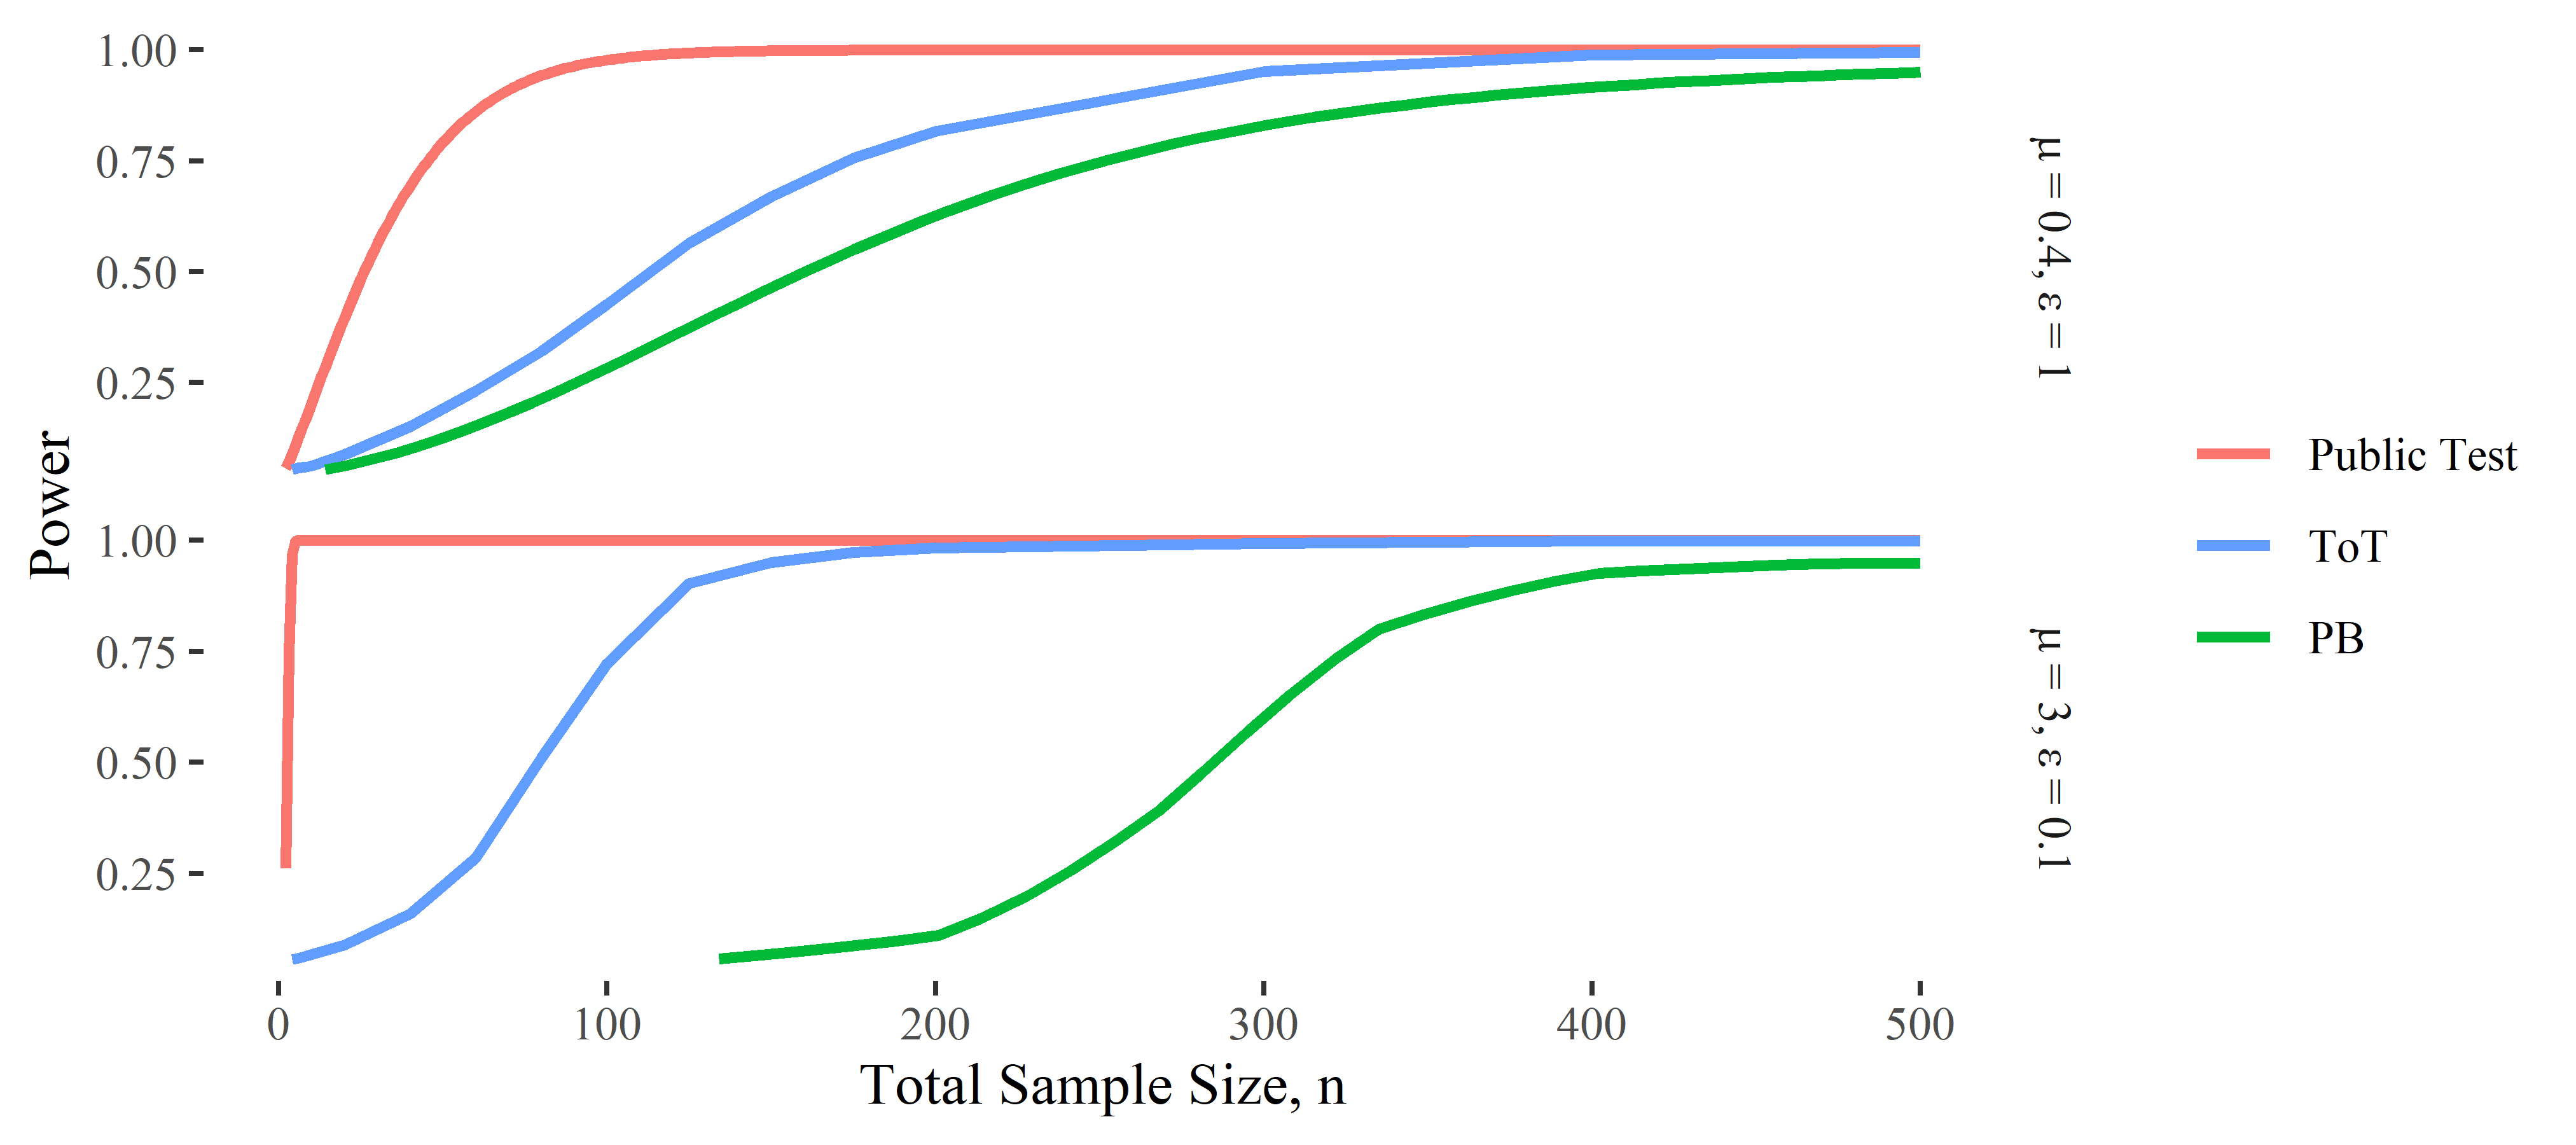 1.00
0.75
0.50
0.25
μ = 0.4, ε = 1
Power
1.00
0.75
0.50
0.25
μ = 3, ε = 0.1
0 100 200 300 400 500
Total Sample Size, n
Public Test
ToT
PB